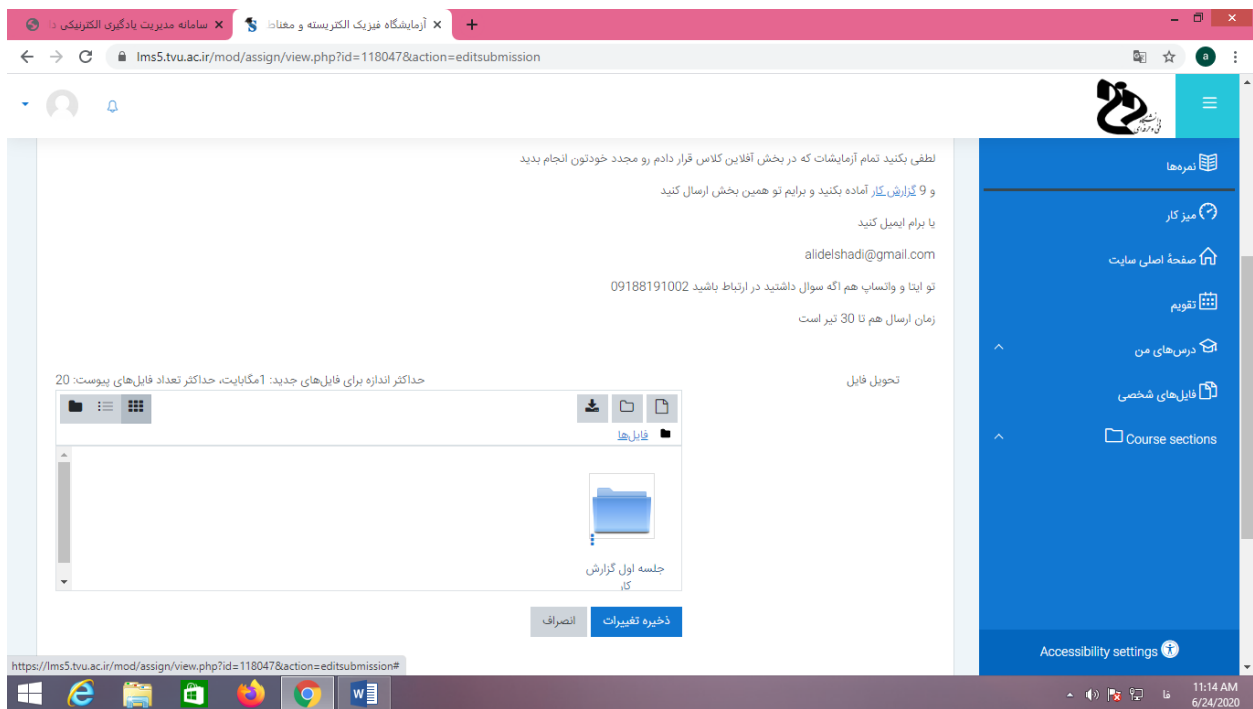 آزمایشگاه فیزیک الکتریسته و مغناط
سامانه مدیریت یادگیری الکترونیکی دا
lms5.tvu.ac.ir/mod/assign/view.php?id=118047&action=editsubmission
a
نمره‌ها
میز کار
صفحهٔ اصلی سایت
تقویم
درس‌های من
فایل‌های شخصی
Course sections
Accessibility settings
لطفی بکنید تمام آزمایشات که در بخش آفلاین کلاس قرار دادم رو مجدد خودتون انجام بدید
و 9 گزارش کار آماده بکنید و برایم تو همین بخش ارسال کنید
یا برام ایمیل کنید
alidelshadi@gmail.com
تو ایتا و واتساپ هم اگه سوال داشتید در ارتباط باشید 09188191002
زمان ارسال هم تا 30 تیر است
تحویل فایل
حداکثر اندازه برای فایل‌های جدید: 1مگابایت، حداکثر تعداد فایل‌های پیوست: 20
فایل‌ها
جلسه اول گزارش
کار
ذخیره تغییرات
انصراف
https://lms5.tvu.ac.ir/mod/assign/view.php?id=118047&action=editsubmission#
فا
11:14 AM
6/24/2020